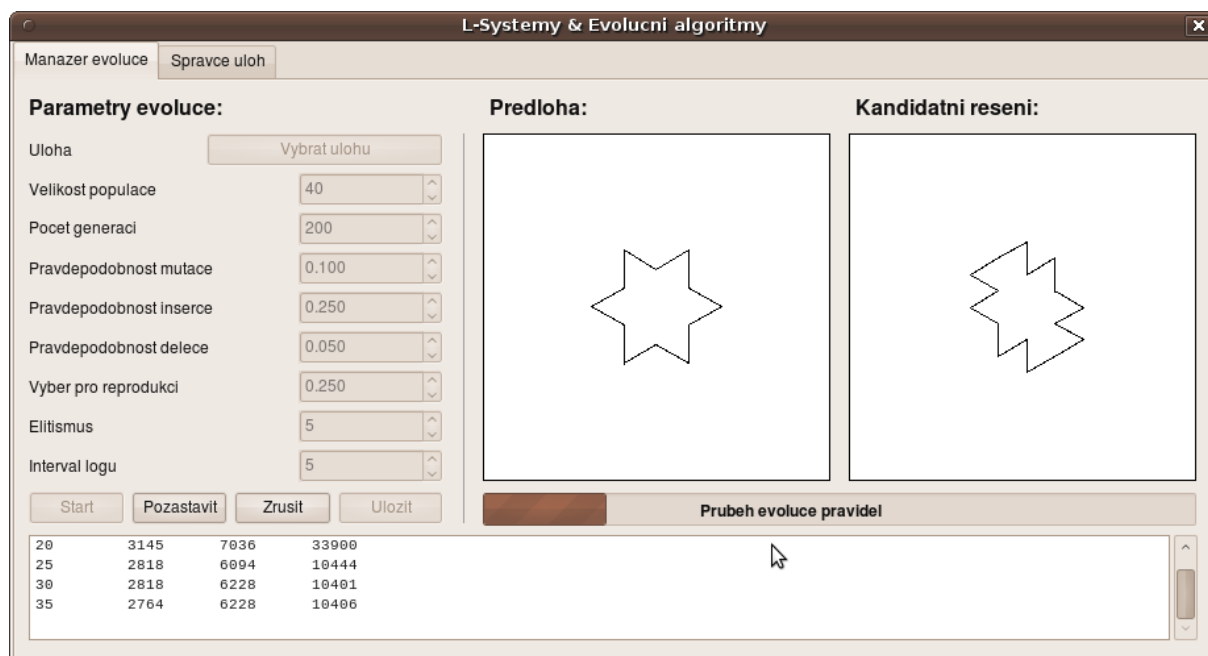 L-Systemy & Evolucni algoritmy
Manazer evoluce
Spravce uloh
Parametry evoluce:
Predloha:
Kandidatni reseni:
Uloha
Vybrat ulohu
Velikost populace
40
Pocet generaci
200
Pravdepodobnost mutace
0.100
Pravdepodobnost inserce
0.250
Pravdepodobnost delece
0.050
Vyber pro reprodukci
0.250
Elitismus
5
Interval logu
5
Start
Pozastavit
Zrusit
Ulozit
Prubeh evoluce pravidel
20 3145 7036 33900
25 2818 6094 10444
30 2818 6228 10401
35 2764 6228 10406